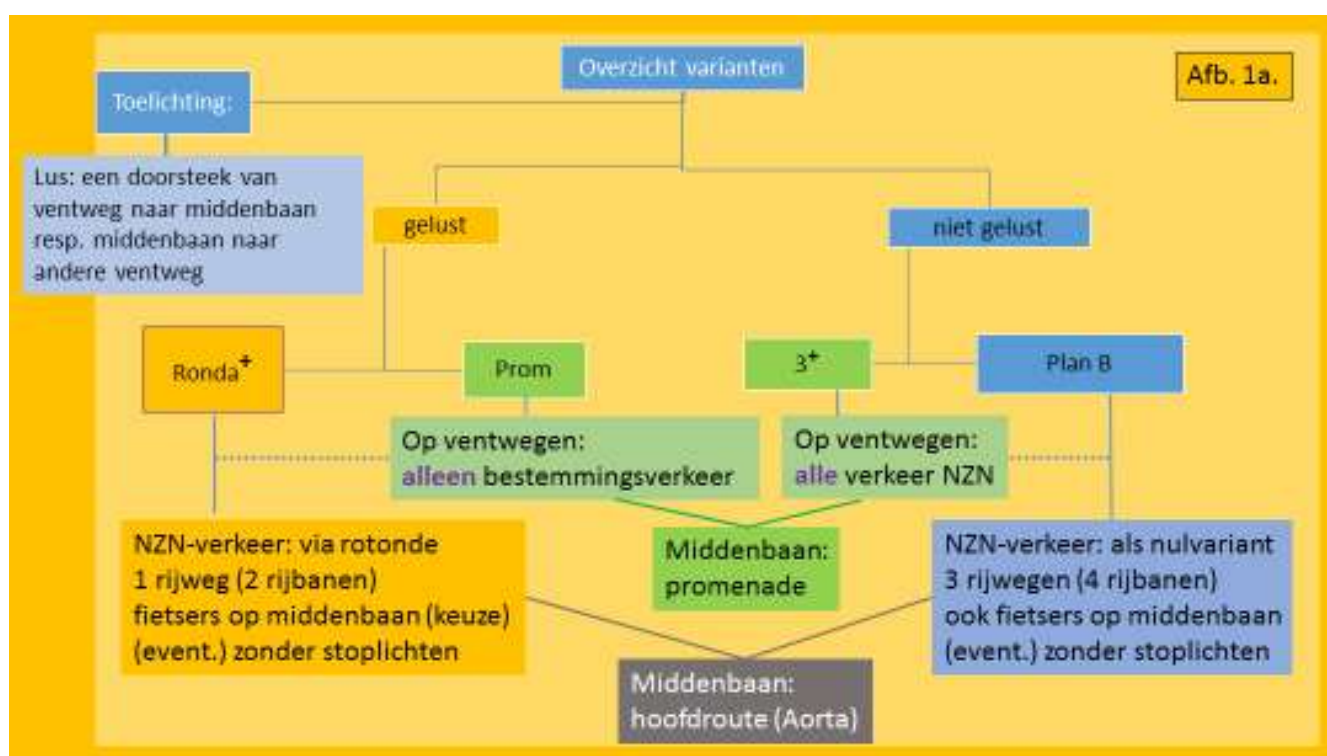 Overzicht varianten
Afb. 1a.
Toelichting:
Lus: een doorsteek van
ventweg naar middenbaan
resp. middenbaan naar
andere ventweg
gelust
niet gelust
Ronda+
Prom
3+
Plan B
Op ventwegen:
alleen bestemmingsverkeer
Op ventwegen:
alle verkeer NZN
NZN-verkeer: via rotonde
1 rijweg (2 rijbanen)
fietsers op middenbaan (keuze)
(event.) zonder stoplichten
Middenbaan:
promenade
NZN-verkeer: als nulvariant
3 rijwegen (4 rijbanen)
ook fietsers op middenbaan
(event.) zonder stoplichten
Middenbaan:
hoofdroute (Aorta)